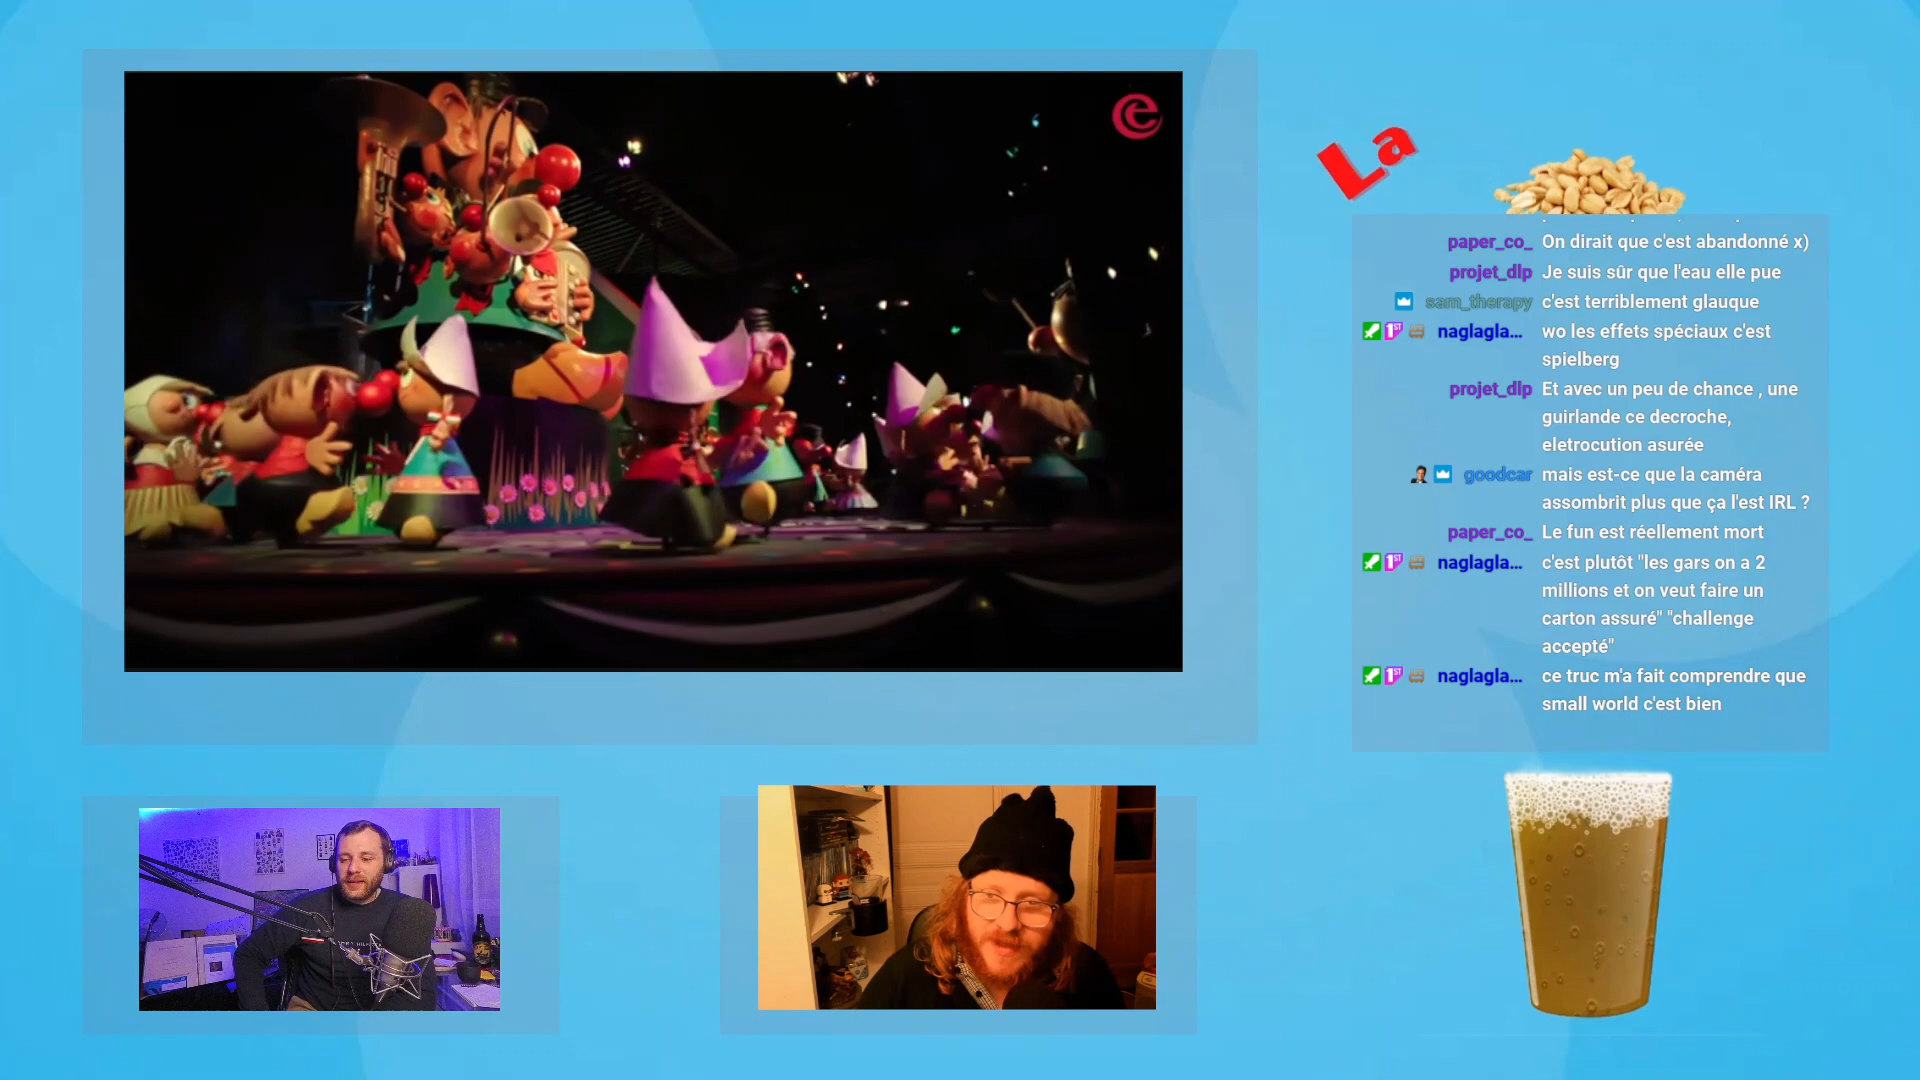 La
paper_co_ On dirait que c'est abandonné x)
projet_dlp Je suis sûr que l'eau elle pue
sam_therapy c'est terriblement glauque
naglagla... wo les effets spéciaux c'est
spielberg
projet_dlp Et avec un peu de chance , une
guirlande ce decroche,
eletrocution asurée
goodcar mais est-ce que la caméra
assombrit plus que ça l'est IRL ?
paper_co_ Le fun est réellement mort
naglagla... c'est plutôt "les gars on a 2
millions et on veut faire un
carton assuré" "challenge
accepté"
naglagla... ce truc m'a fait comprendre que
small world c'est bien